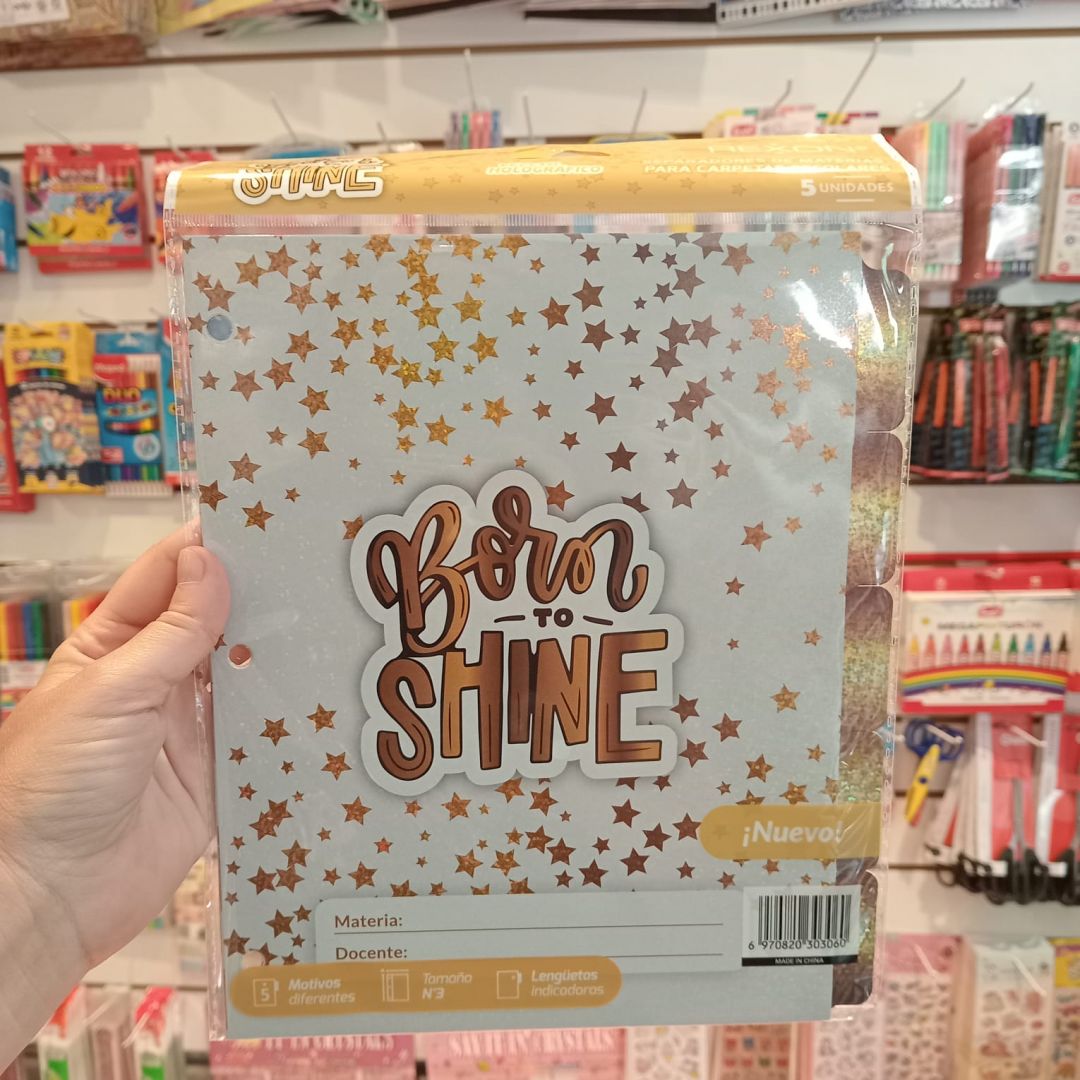 SHINE
HOLOGRÁFICO
SEPARADORES DE MATERIAS
PARA CARPETAS ESCOLARES
5 UNIDADES
Born
TO
SHINE
¡Nuevo!
Materia:
Docente:
6 970820 303060
MADE IN CHINA
5
Motivos
diferentes
Tamaño
N°3
Lengüetas
indicadoras
DUO